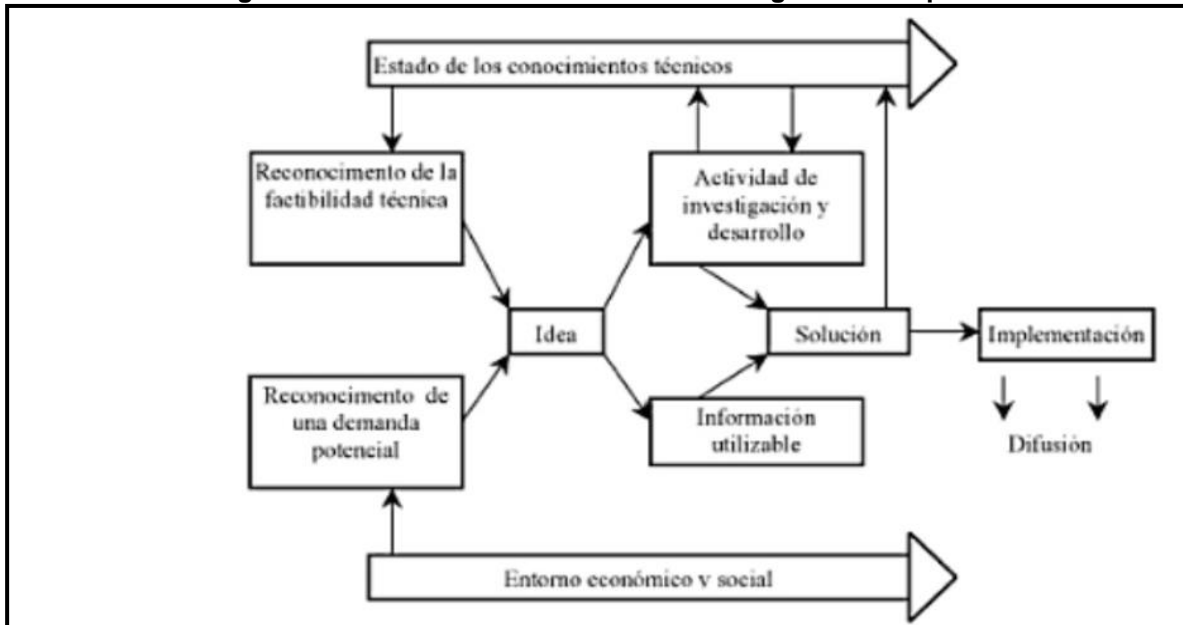 Estado de los conocimientos técnicos
Reconocimento de la
factibilidad técnica
Actividad de
investigación y
desarrollo
Idea
Solución
Implementación
Reconocimento de
una demanda
potencial
Información
utilizable
Difusión
Entorno económico y social